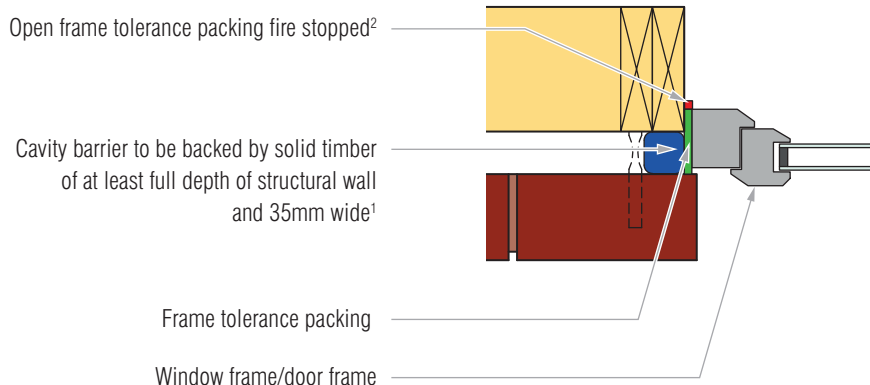 Open frame tolerance packing fire stopped²
Cavity barrier to be backed by solid timber
of at least full depth of structural wall
and 35mm wide¹
Frame tolerance packing
Window frame/door frame